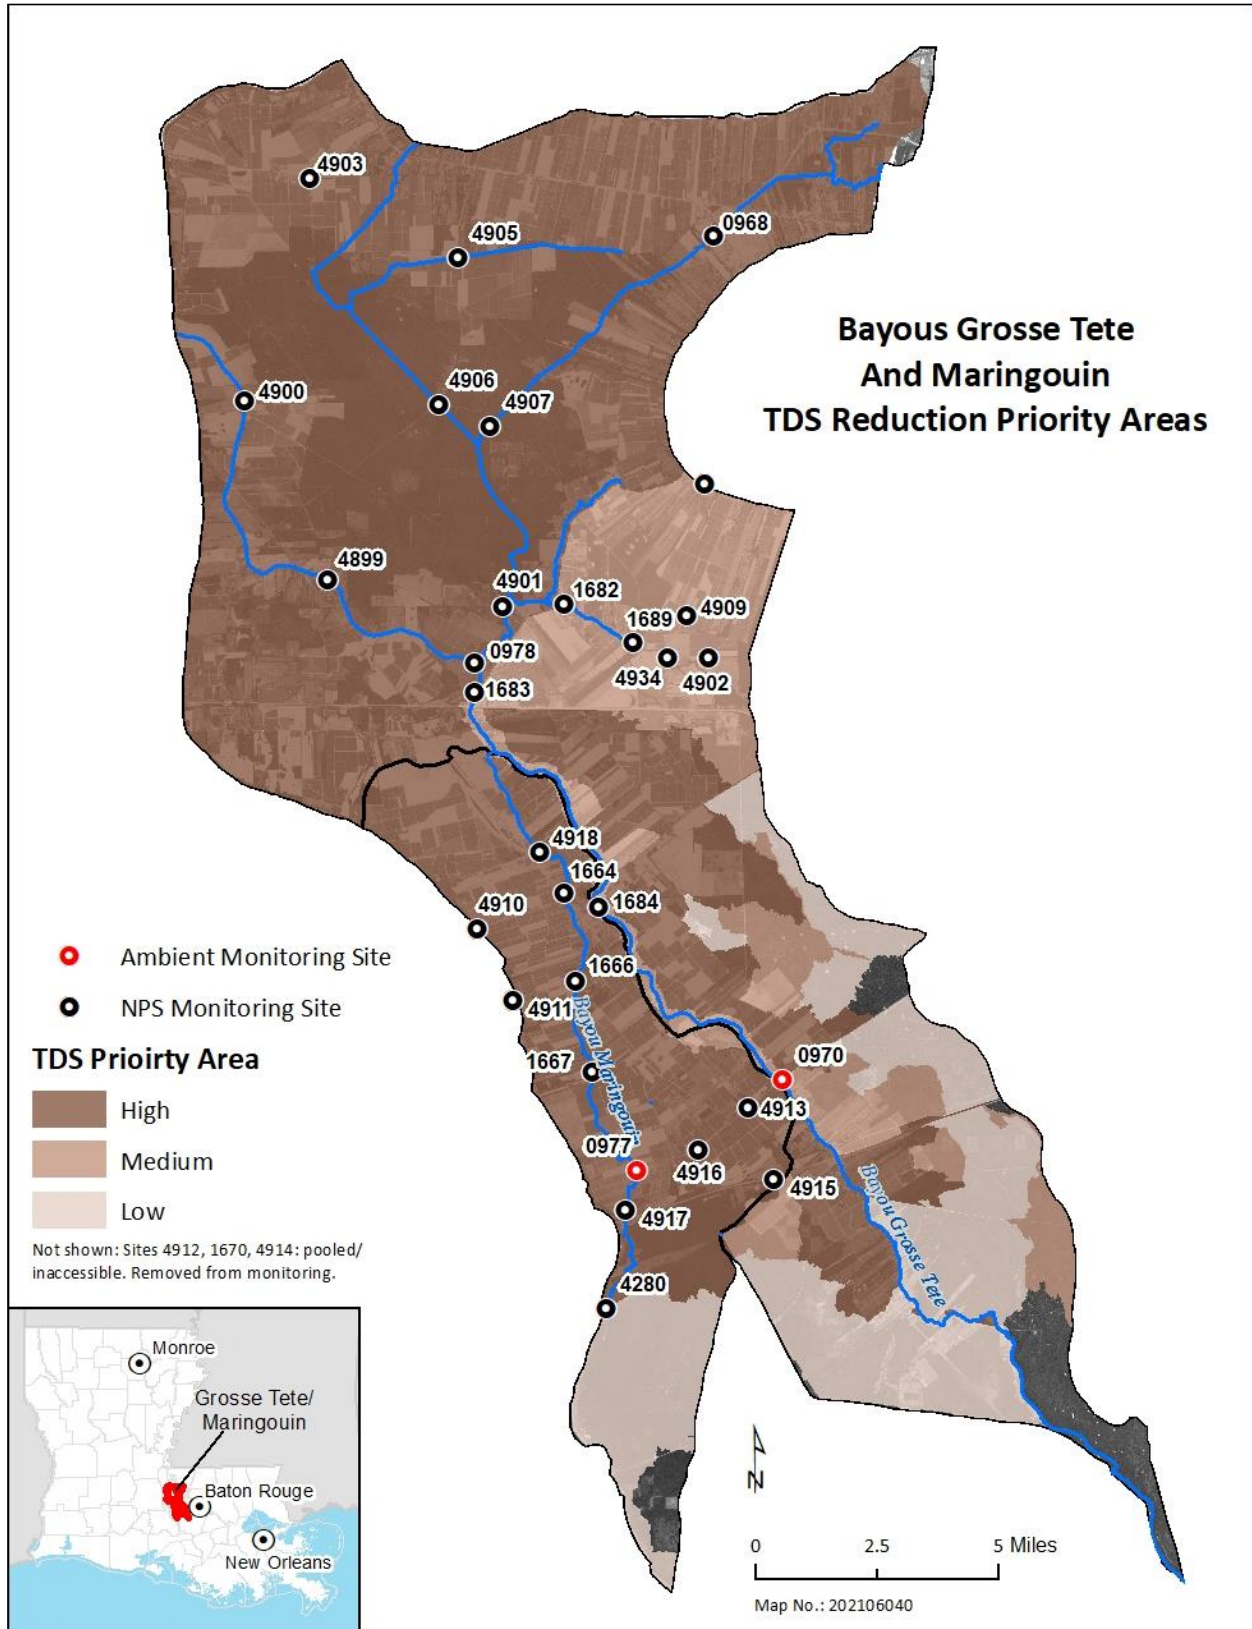 4903
4905
0968
Bayous Grosse Tete
And Maringouin
TDS Reduction Priority Areas
4900
4906
4907
4899
4901
1682
4909
1689
0978
4934
4902
1683
4918
1664
4910
1684
Ambient Monitoring Site
1666
NPS Monitoring Site
4911
Bayou Maringouin
TDS Prioirty Area
1667
0970
High
4913
Medium
0977
4916
4915
Low
4917
Bayou Grosse Tete
Not shown: Sites 4912, 1670, 4914: pooled/
inaccessible. Removed from monitoring.
4280
Monroe
Grosse Tete/
Maringouin
Baton Rouge
New Orleans
N
0 2.5 5 Miles
Map No.: 202106040